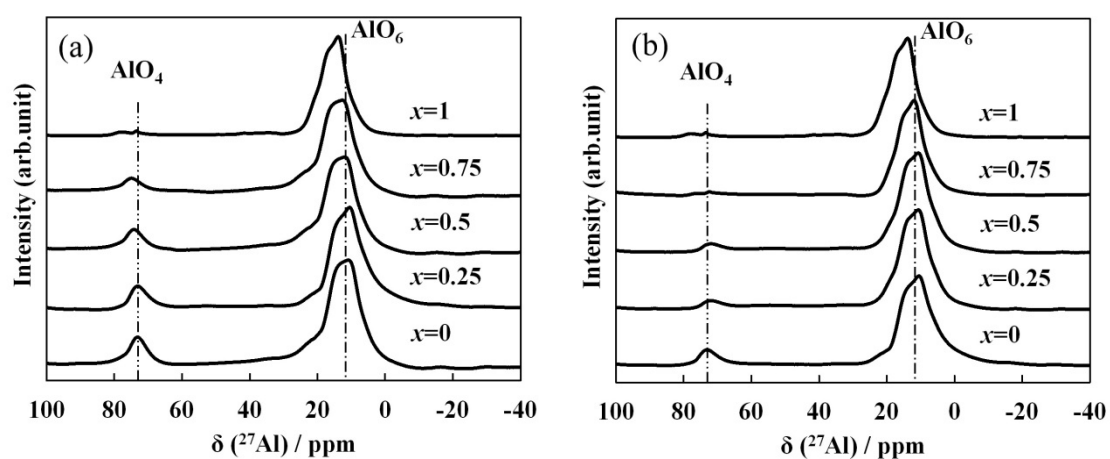 (a)
AlO₄
AlO₆
x=1
x=0.75
x=0.5
x=0.25
x=0
Intensity (arb.unit)
100 80 60 40 20 0 -20 -40
δ (²⁷Al) / ppm
(b)
AlO₄
AlO₆
x=1
x=0.75
x=0.5
x=0.25
x=0
Intensity (arb.unit)
100 80 60 40 20 0 -20 -40
δ (²⁷Al) / ppm